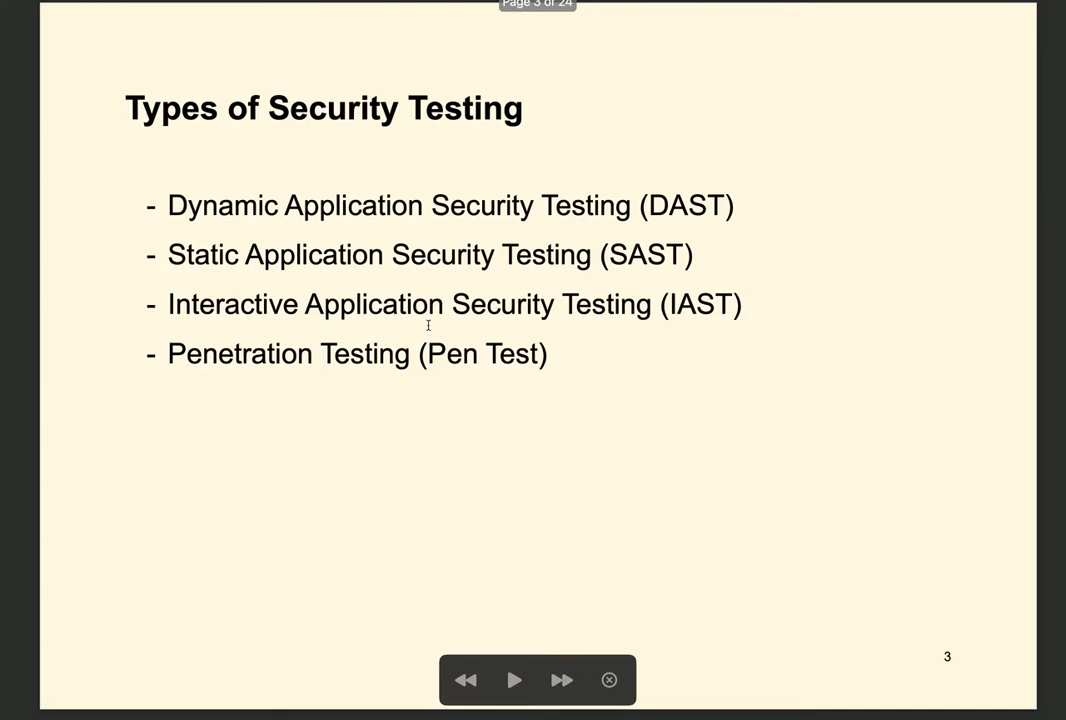 Page 3 of 24
Types of Security Testing
- Dynamic Application Security Testing (DAST)
- Static Application Security Testing (SAST)
- Interactive Application Security Testing (IAST)
- Penetration Testing (Pen Test)
3